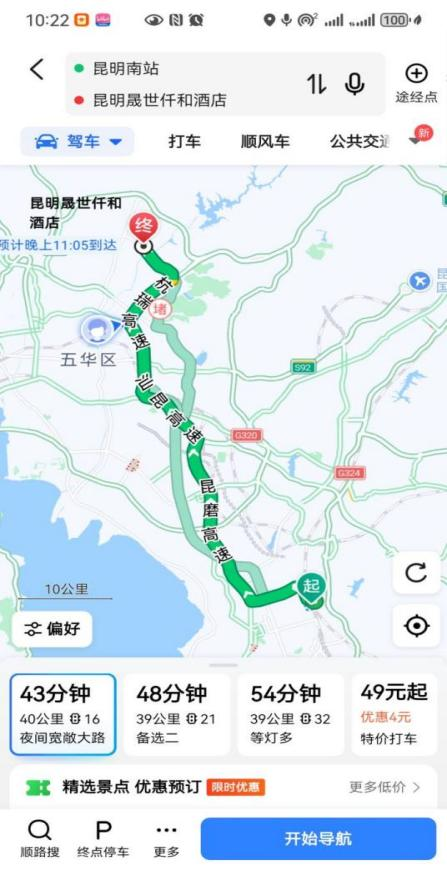 10:22
100
昆明南站
昆明晟世仟和酒店
途经点
驾车
打车
顺风车
公共交通
新
昆明晟世仟和
酒店
预计晚上11:05到达
终
杭瑞高速
堵
五华区
S92
汕昆高速
G320
G324
昆磨高速
起
10公里
偏好
43分钟
40公里 16
夜间宽敞大路
48分钟
39公里 21
备选二
54分钟
39公里 32
等灯多
49元起
优惠4元
特价打车
精选景点 优惠预订 限时优惠
更多低价 >
顺路搜
P
终点停车
更多
开始导航